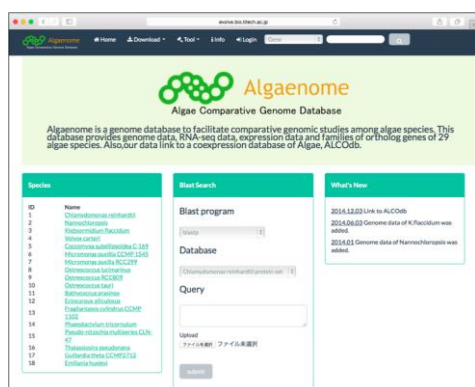 evolve.bio.titech.ac.jp
Algaenome
Algae Comparative Genome Database
Home
Download
Tool
Info
Login
Gene
Algaenome
Algae Comparative Genome Database
Algaenome is a genome database to facilitate comparative genomic studies among algae species. This
database provides genome data, RNA-seq data, expression data and families of ortholog genes of 29
algae species. Also,our data link to a coexpression database of Algae, ALCOdb.
Species
ID Name
1 Chlamydomonas reinhardtii
2 Nannochloropsis
3 Klebsormidium flaccidum
4 Volvox carteri
5 Coccomyxa subellipsoidea C-169
6 Micromonas pusilla CCMP 1545
7 Micromonas pusilla RCC299
8 Ostreococcus lucimarinus
9 Ostreococcus RCC809
10 Ostreococcus tauri
11 Bathycoccus prasinos
12 Ectocarpus siliculosus
13 Fragilariopsis cylindrus CCMP
1102
14 Phaeodactylum tricornutum
15 Pseudo-nitzschia multiseries CLN-
47
16 Thalassiosira pseudonana
17 Guillardia theta CCMP2712
18 Emiliania huxleyi
Blast Search
Blast program
blastp
Database
Chlamydomonas reinhardtii protein set
Query
Upload
ファイルを選択 ファイル未選択
submit
What's New
2014.12.03 Link to ALCOdb
2014.06.03 Genome data of K.flaccidum was
added.
2014.01 Genome data of Nannochloropsis was
added.